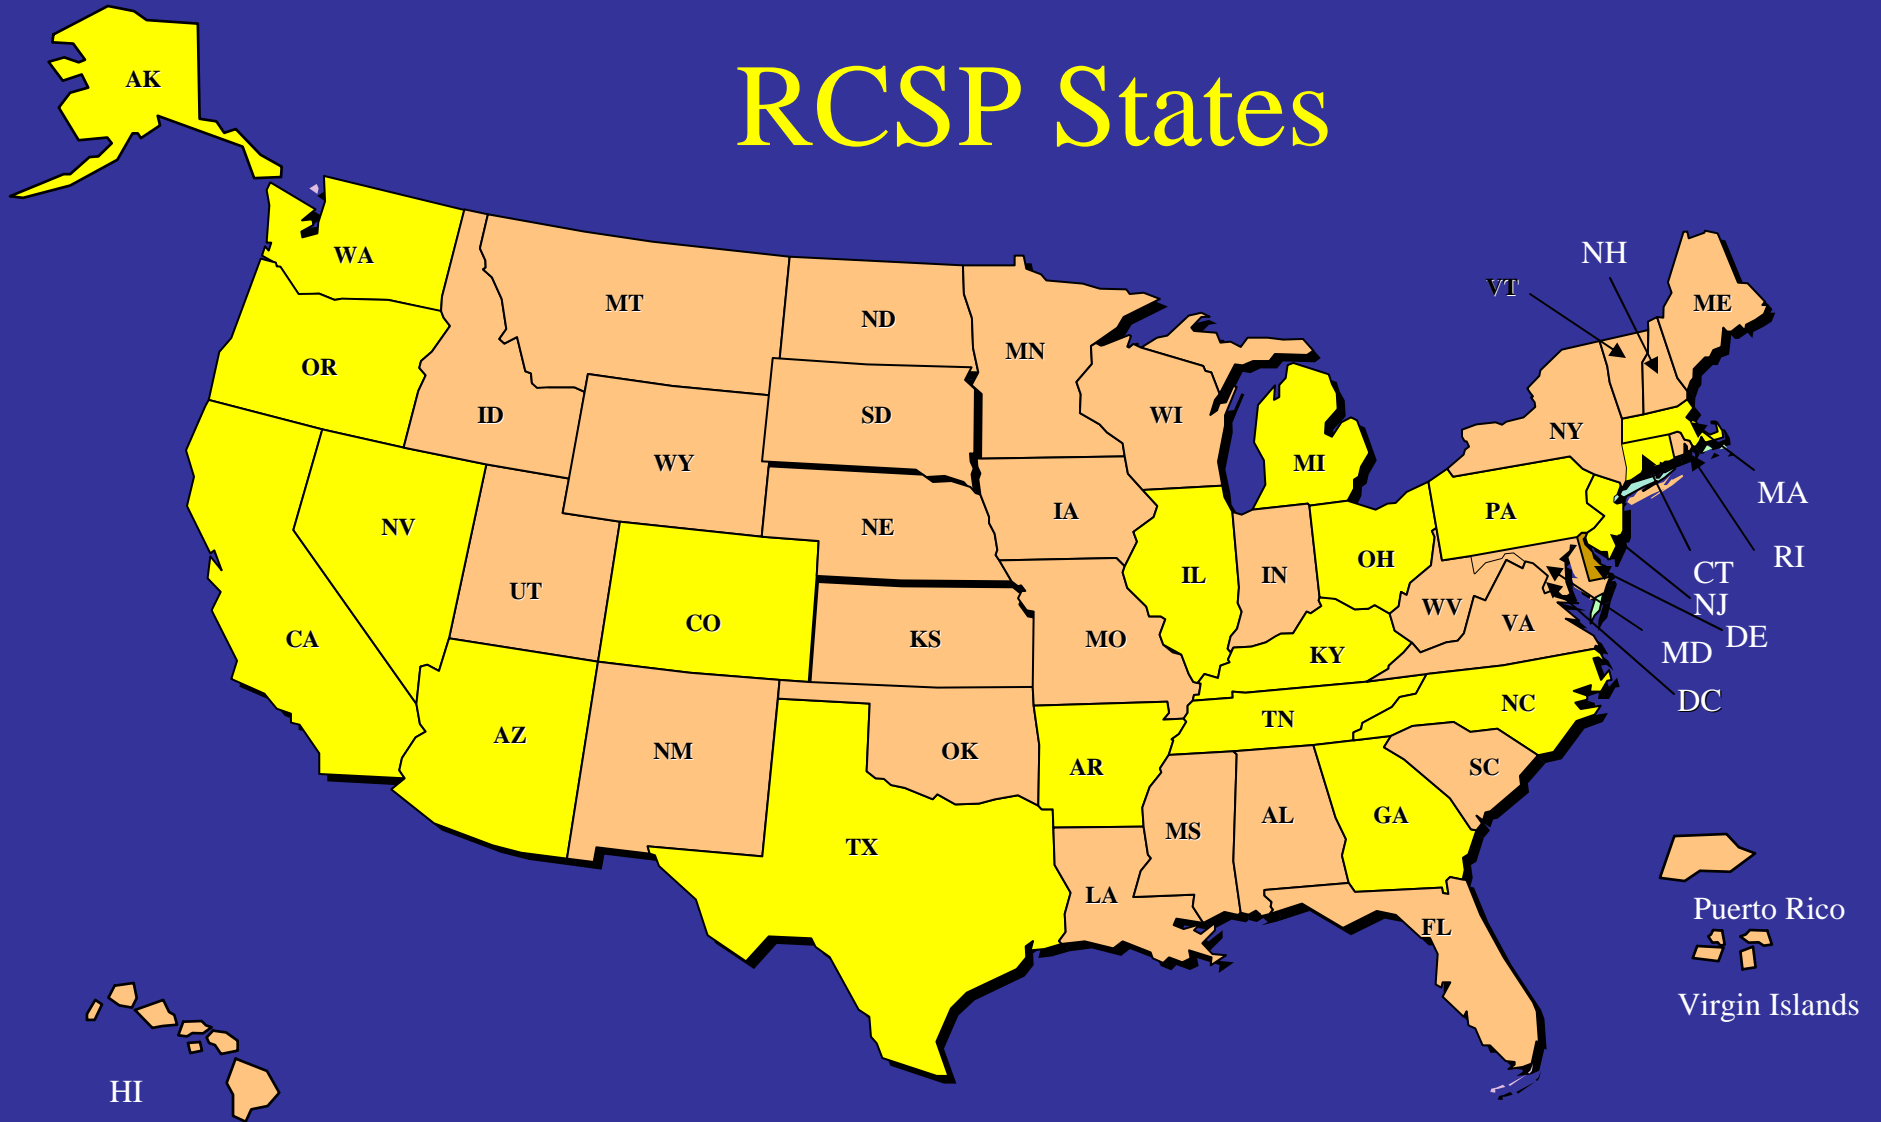 RCSP States
AK
WA
OR
CA
NV
ID
MT
WY
UT
AZ
CO
NM
ND
SD
NE
KS
OK
TX
MN
IA
MO
AR
LA
WI
IL
MI
IN
OH
KY
TN
MS
AL
GA
FL
SC
NC
VA
WV
PA
NY
VT
NH
ME
MA
RI
CT
NJ
DE
MD
DC
HI
Puerto Rico
Virgin Islands